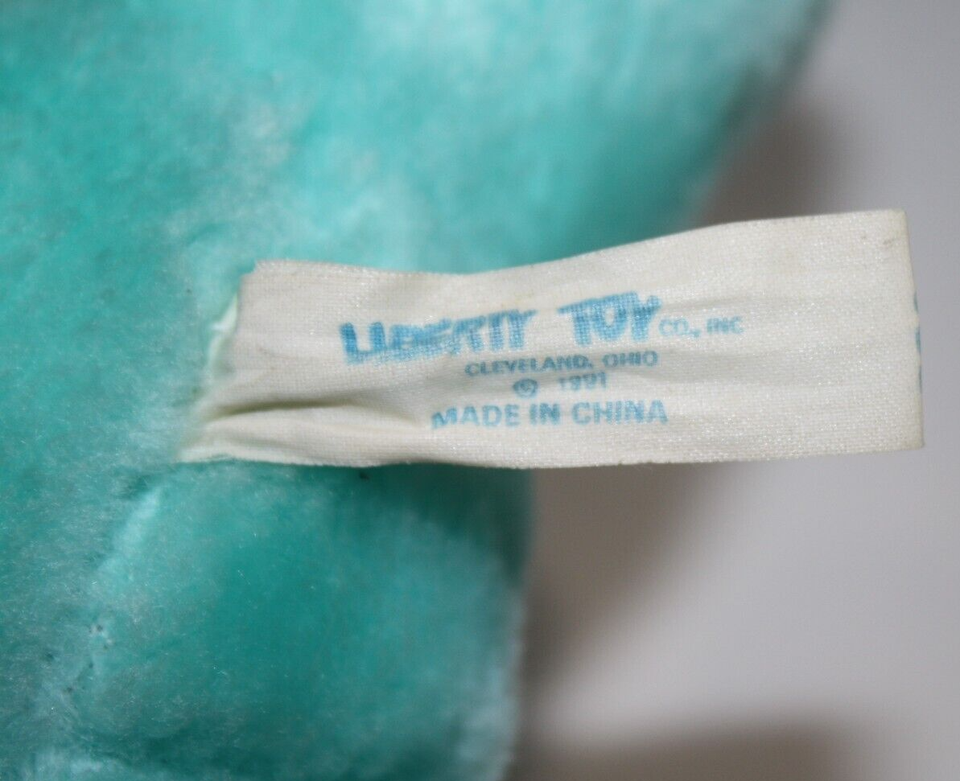 LIBERTY TOY CO., INC
CLEVELAND, OHIO
© 1991
MADE IN CHINA